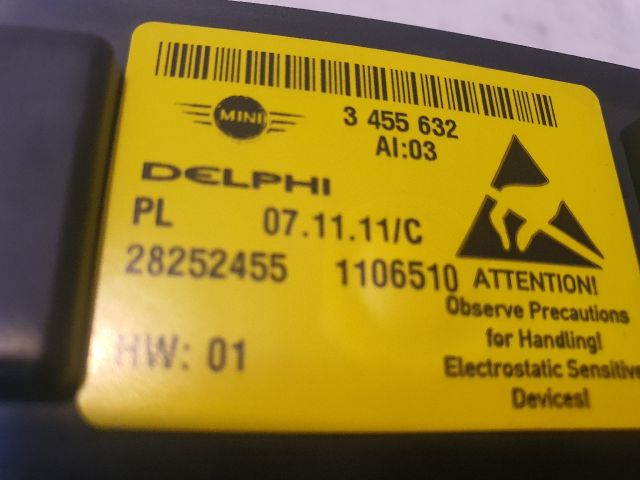 MINI
3 455 632
AI:03
DELPHI
PL 07.11.11/C
28252455 1106510
HW: 01
ATTENTION!
Observe Precautions
for Handling!
Electrostatic Sensitive
Devices!